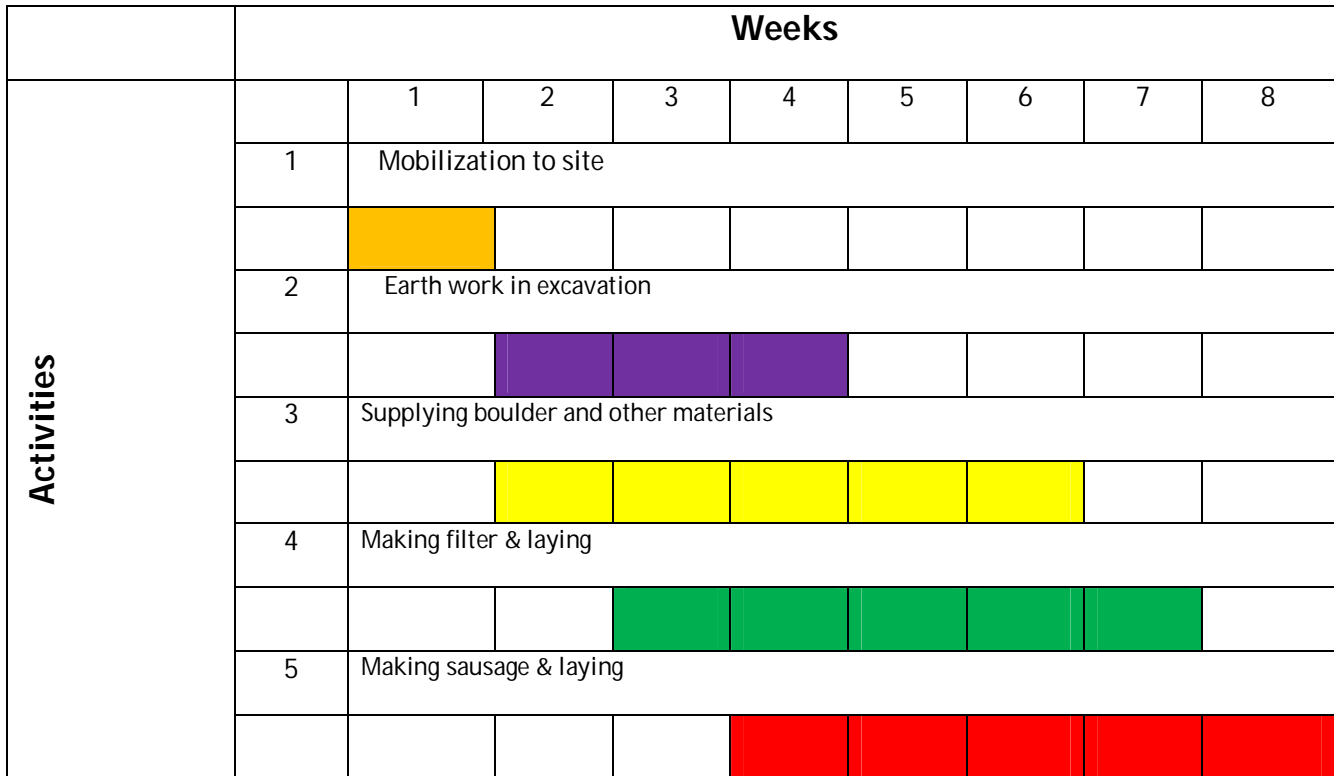 Weeks
Activities
1 2 3 4 5 6 7 8
1 Mobilization to site
2 Earth work in excavation
3 Supplying boulder and other materials
4 Making filter & laying
5 Making sausage & laying